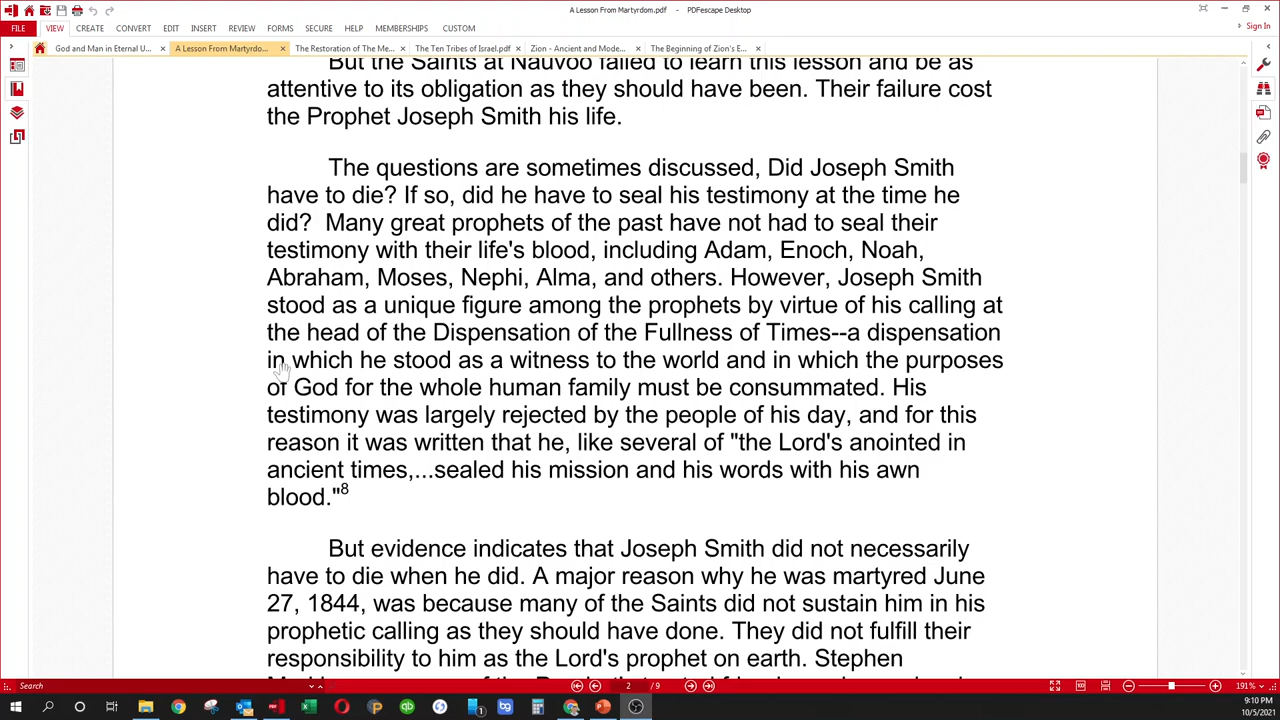 A Lesson From Martyrdom.pdf - PDFescape Desktop
FILE VIEW CREATE CONVERT EDIT INSERT REVIEW FORMS SECURE HELP MEMBERSHIPS CUSTOM Sign In
God and Man in Eternal U... A Lesson From Martyrdo... The Restoration of The Me... The Ten Tribes of Israel.pdf Zion - Ancient and Mode... The Beginning of Zion's E...
But the Saints at Nauvoo failed to learn this lesson and be as
attentive to its obligation as they should have been. Their failure cost
the Prophet Joseph Smith his life.
The questions are sometimes discussed, Did Joseph Smith
have to die? If so, did he have to seal his testimony at the time he
did? Many great prophets of the past have not had to seal their
testimony with their life's blood, including Adam, Enoch, Noah,
Abraham, Moses, Nephi, Alma, and others. However, Joseph Smith
stood as a unique figure among the prophets by virtue of his calling at
the head of the Dispensation of the Fullness of Times--a dispensation
in which he stood as a witness to the world and in which the purposes
of God for the whole human family must be consummated. His
testimony was largely rejected by the people of his day, and for this
reason it was written that he, like several of "the Lord's anointed in
ancient times,...sealed his mission and his words with his awn
blood."8
But evidence indicates that Joseph Smith did not necessarily
have to die when he did. A major reason why he was martyred June
27, 1844, was because many of the Saints did not sustain him in his
prophetic calling as they should have done. They did not fulfill their
responsibility to him as the Lord's prophet on earth. Stephen
Search 2 / 9 191%
9:10 PM
10/5/2021